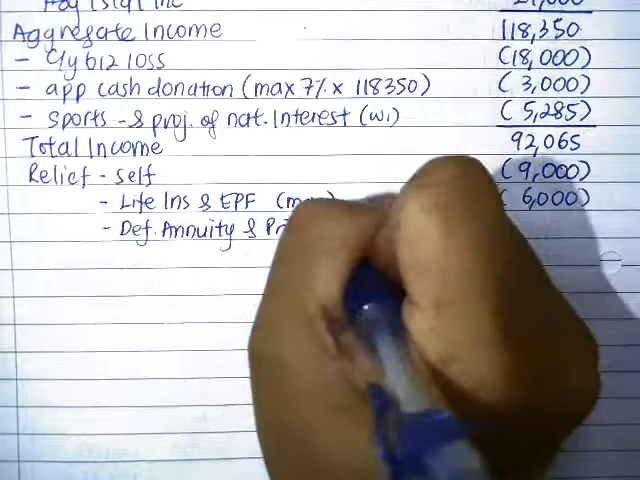 Aggregate Income 118,350
- C/y b12 loss (18,000)
- app cash donation (max 7% x 118350) (3,000)
- sports - & proj. of nat. Interest (w1) (5,285)
Total Income 92,065
Relief - self (9,000)
- Life Ins & EPF (6,000)
- Def. Annuity &